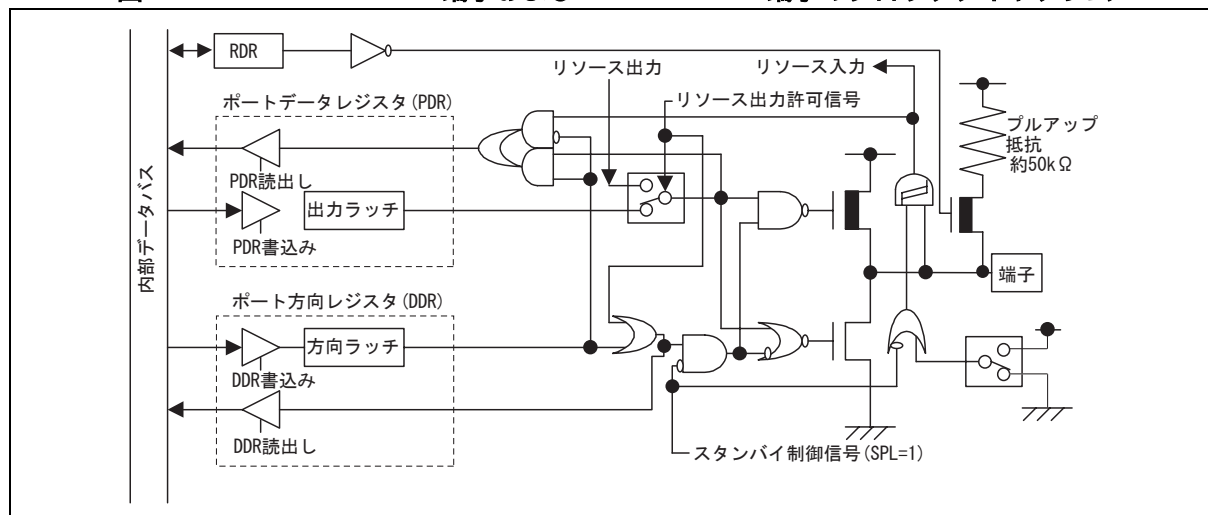 RDR
リソース出力
リソース入力
ポートデータレジスタ(PDR)
リソース出力許可信号
プルアップ
抵抗
約50kΩ
PDR読出し
出力ラッチ
PDR書込み
内部データバス
端子
ポート方向レジスタ(DDR)
方向ラッチ
DDR書込み
DDR読出し
スタンバイ制御信号(SPL=1)